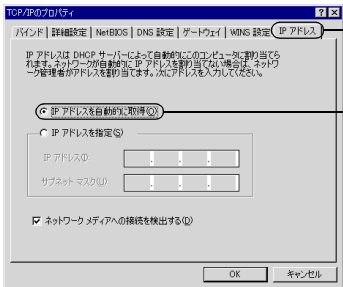 TCP/IPのプロパティ
バインド 詳細設定 NetBIOS DNS 設定 ゲートウェイ WINS 設定 IP アドレス
IP アドレスは DHCP サーバーによって自動的にこのコンピュータに割り当てら
れます。ネットワークが自動的に IP アドレスを割り当てない場合は、ネットワ
ーク管理者がアドレスを割り当てます。次にアドレスを入力してください。
IP アドレスを自動的に取得(O)
IP アドレスを指定(S)
IP アドレス(I):
サブネット マスク(U):
ネットワーク メディアへの接続を検出する(D)
OK キャンセル